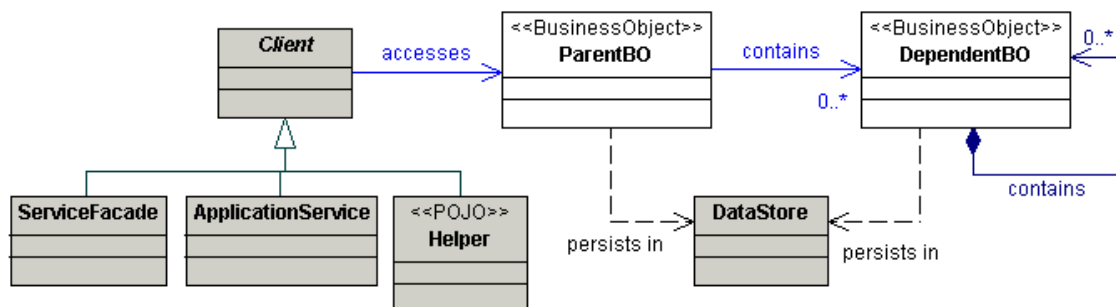 Client
accesses
<<BusinessObject>>
ParentBO
contains
0..*
<<BusinessObject>>
DependentBO
0..*
contains
ServiceFacade
ApplicationService
<<POJO>>
Helper
DataStore
persists in
persists in